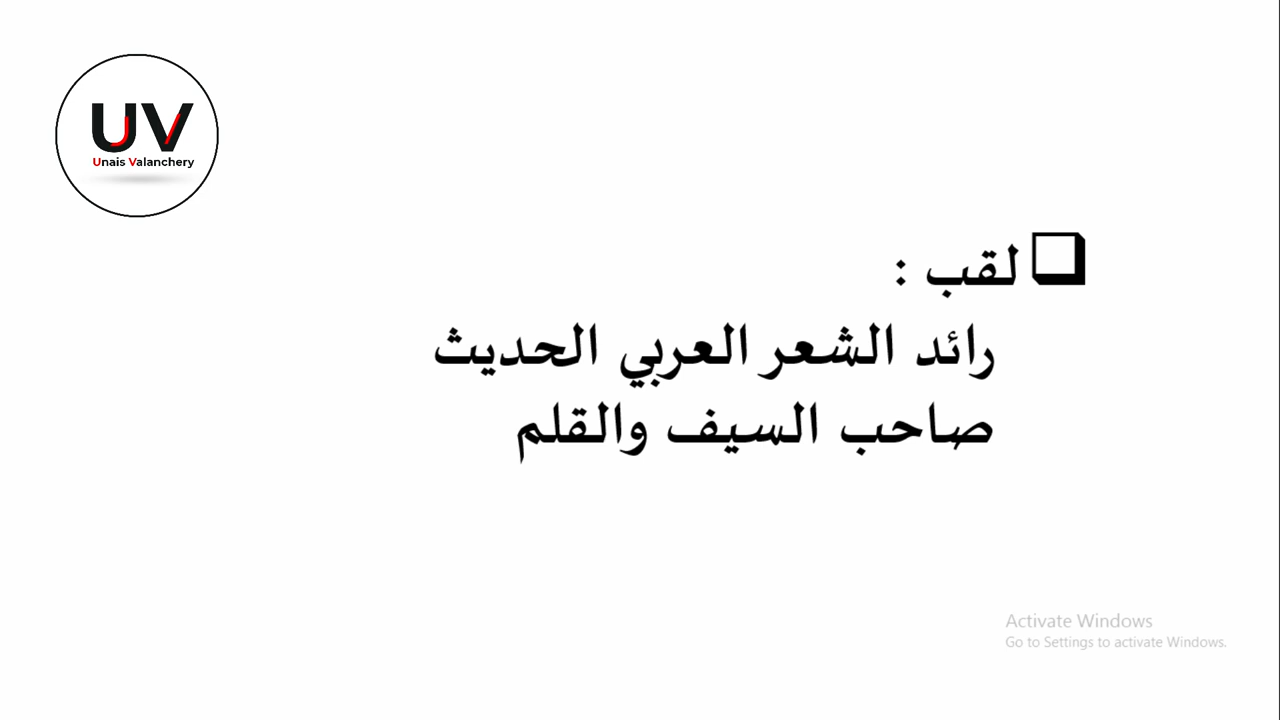 UV
Unais Valanchery
لقب :
رائد الشعر العربي الحديث
صاحب السيف والقلم
Activate Windows
Go to Settings to activate Windows.